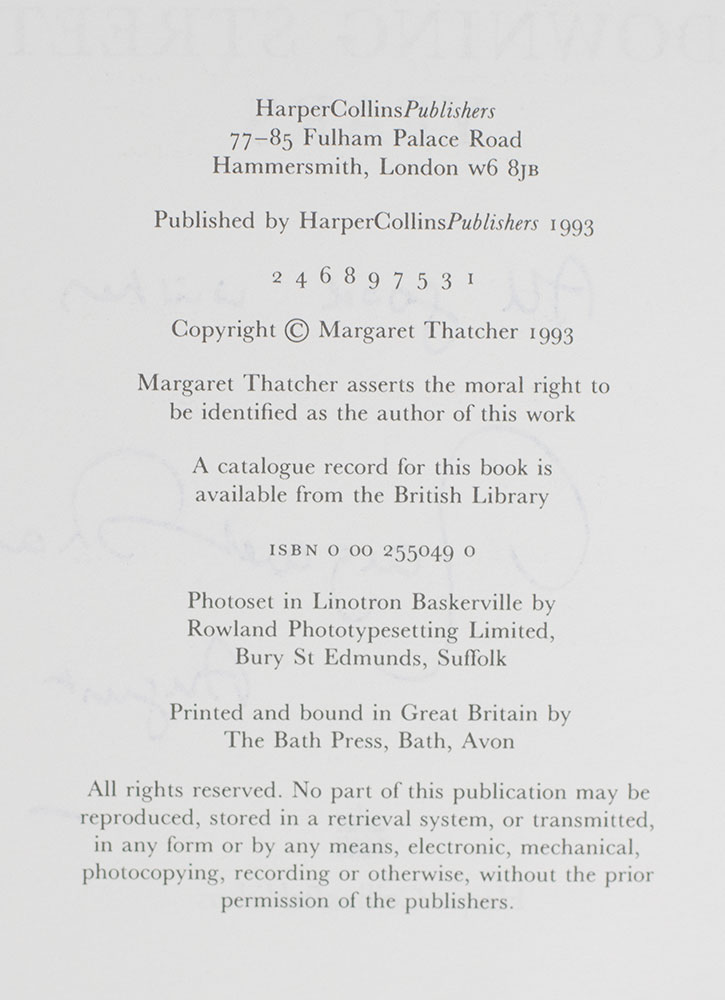 DOWNING STREET
HarperCollinsPublishers
77–85 Fulham Palace Road
Hammersmith, London W6 8JB
Published by HarperCollinsPublishers 1993
2 4 6 8 9 7 5 3 1
Copyright © Margaret Thatcher 1993
Margaret Thatcher asserts the moral right to
be identified as the author of this work
A catalogue record for this book is
available from the British Library
ISBN 0 00 255049 0
Photoset in Linotron Baskerville by
Rowland Phototypesetting Limited,
Bury St Edmunds, Suffolk
Printed and bound in Great Britain by
The Bath Press, Bath, Avon
All rights reserved. No part of this publication may be
reproduced, stored in a retrieval system, or transmitted,
in any form or by any means, electronic, mechanical,
photocopying, recording or otherwise, without the prior
permission of the publishers.